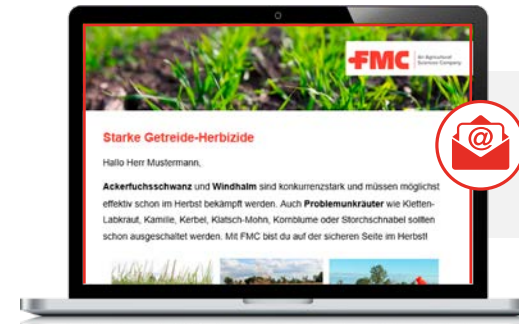 FMC
An Agricultural
Sciences Company
Starke Getreide-Herbizide
Hallo Herr Mustermann,
Ackerfuchsschwanz und Windhalm sind konkurrenzstark und müssen möglichst
effektiv schon im Herbst bekämpft werden. Auch Problemunkräuter wie Kletten-
Labkraut, Kamille, Kerbel, Klatsch-Mohn, Kornblume oder Storchschnabel sollten
schon ausgeschaltet werden. Mit FMC bist du auf der sicheren Seite im Herbst!
@